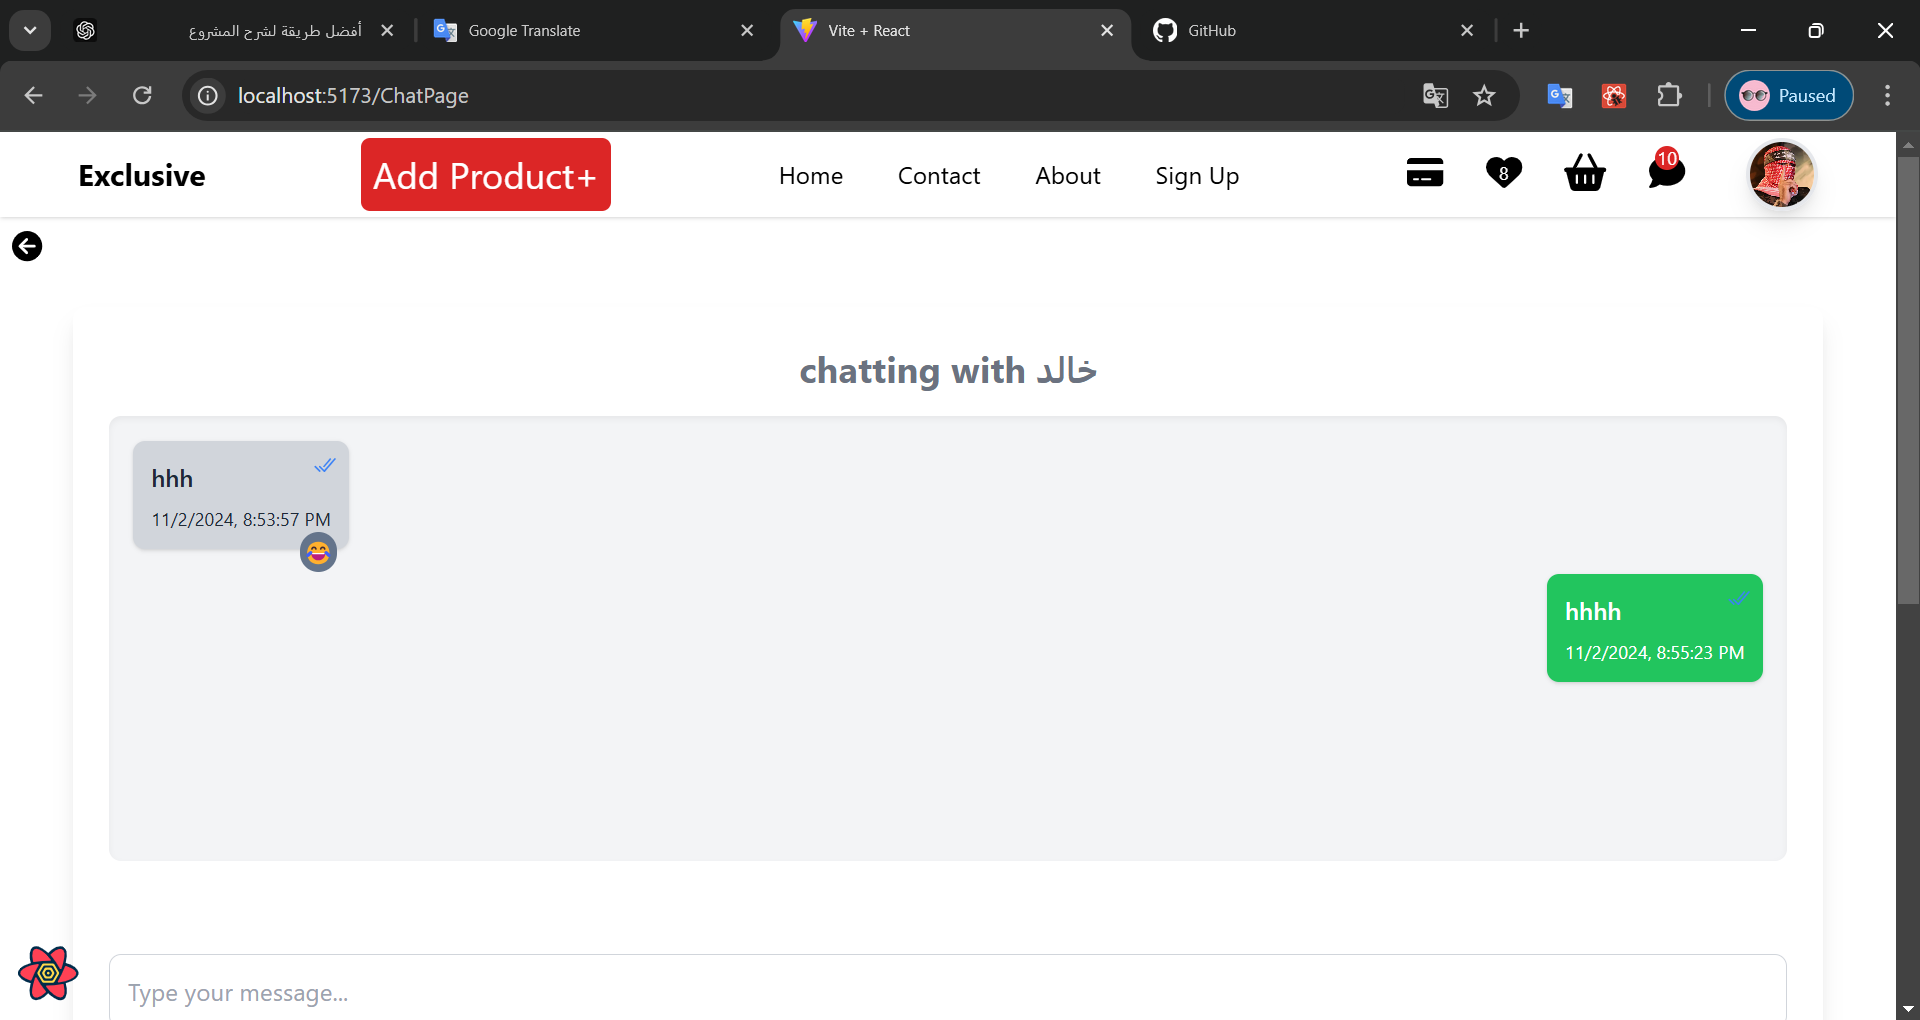 أفضل طريقة لشرح المشروع
Google Translate
Vite + React
GitHub
localhost:5173/ChatPage
Paused
Exclusive
Add Product+
Home
Contact
About
Sign Up
8
10
chatting with خالد
hhh
11/2/2024, 8:53:57 PM
hhhh
11/2/2024, 8:55:23 PM
Type your message...